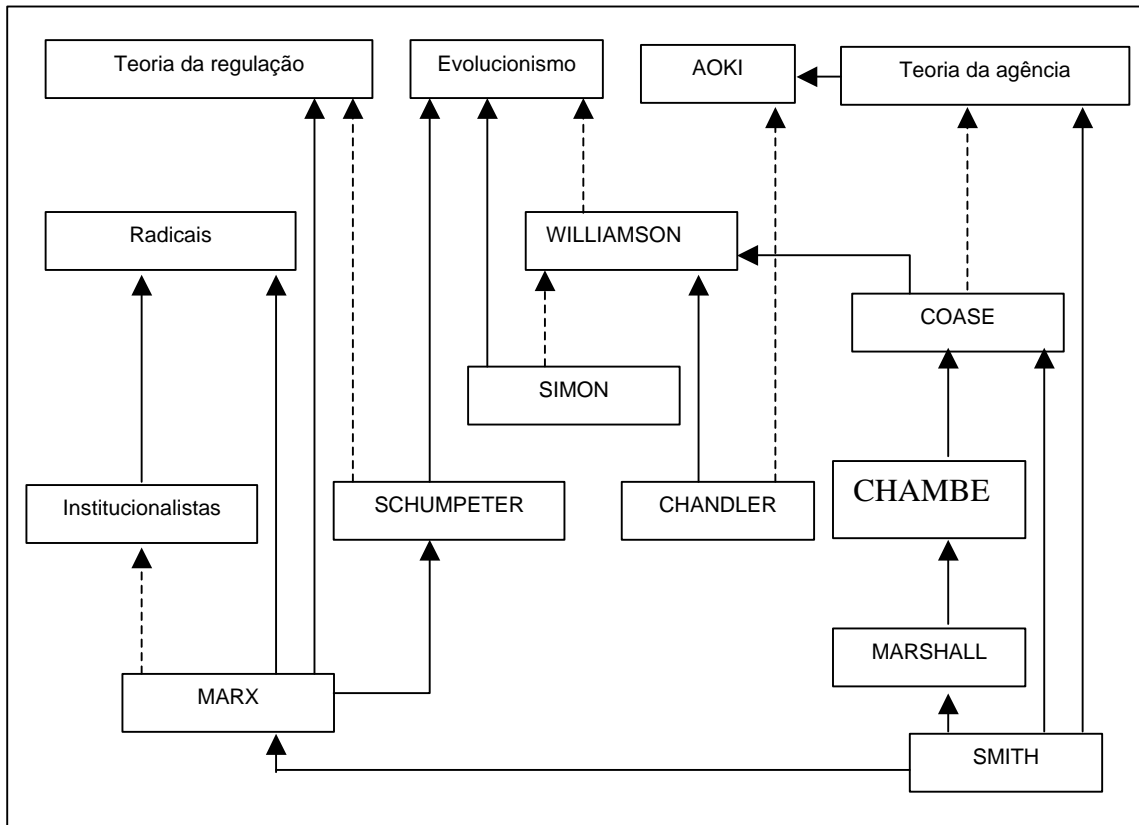 Teoria da regulação
Evolucionismo
AOKI
Teoria da agência
Radicais
WILLIAMSON
COASE
SIMON
CHAMBE
Institucionalistas
SCHUMPETER
CHANDLER
MARSHALL
MARX
SMITH